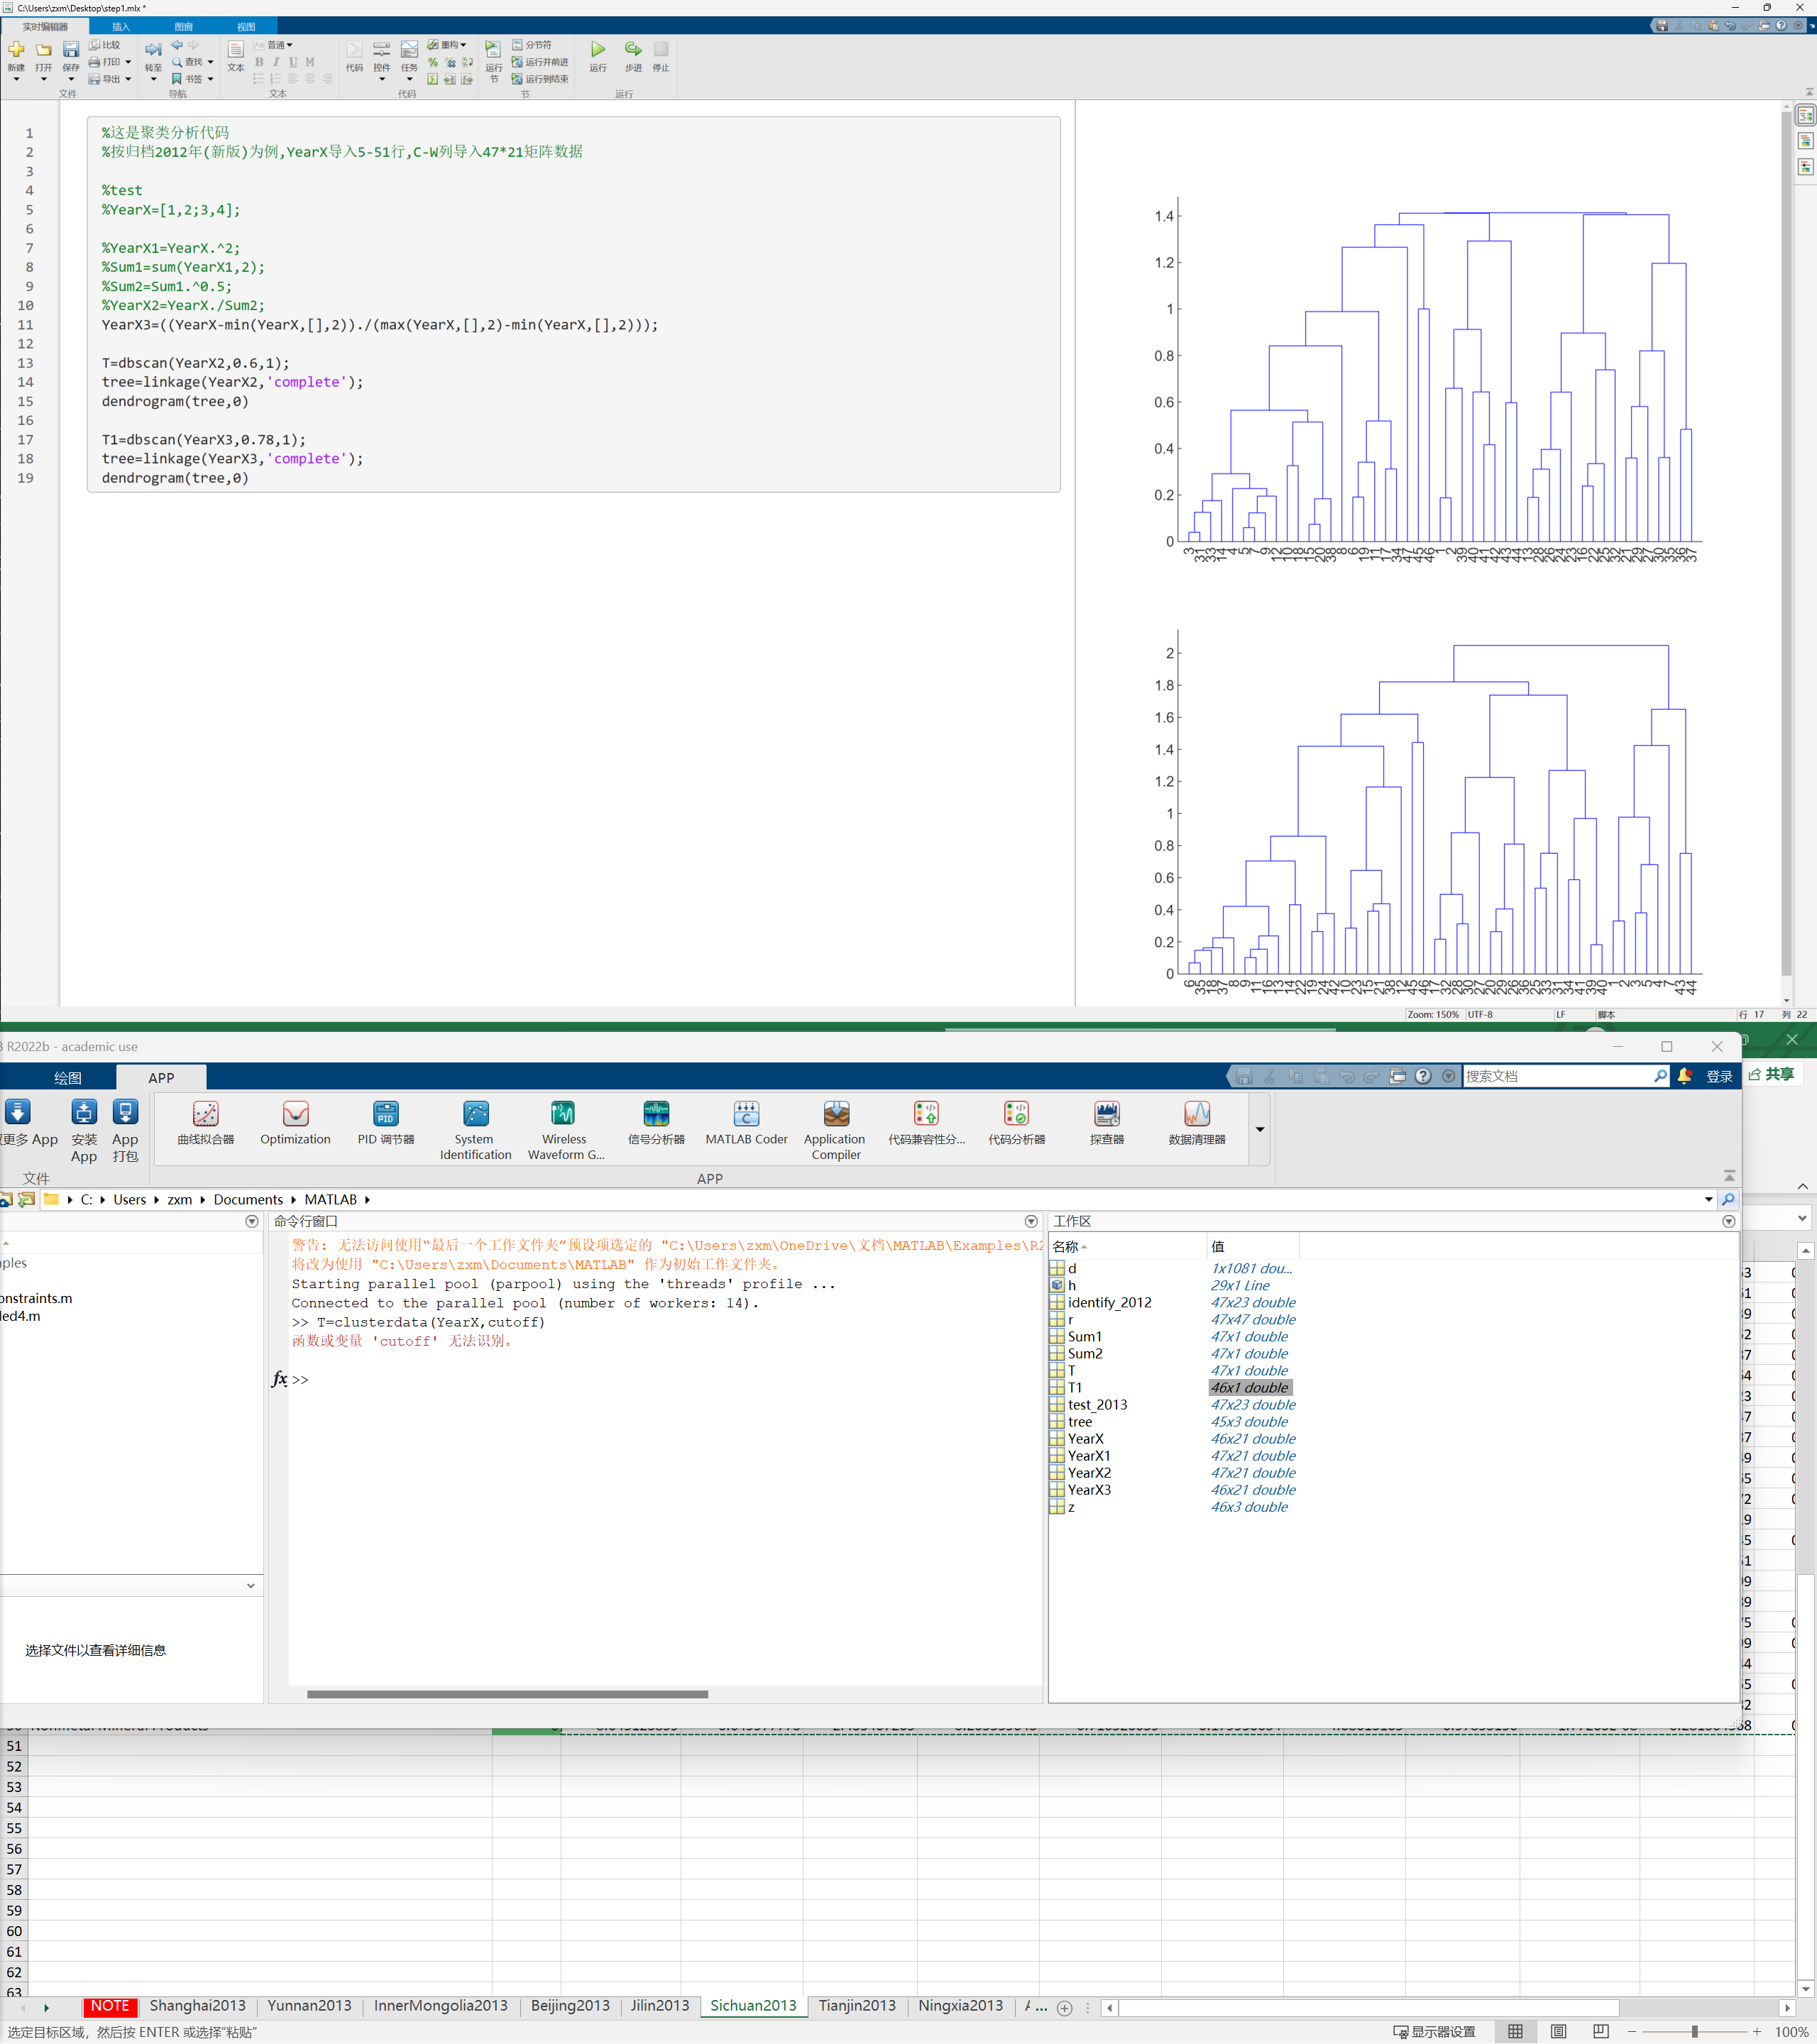 C:\Users\zxm\Desktop\step1.mlx *
实时编辑器 插入 图窗 视图
新建 打开 保存 比较 打印 导出 转至 查找 书签 文本 普通 B I U M 代码 控件 任务 重构 运行节 分节符 运行并前进 运行到结束 运行 步进 停止
文件 导航 文本 代码 节 运行
1 %这是聚类分析代码
2 %按归档2012年(新版)为例,YearX导入5-51行,C-W列导入47*21矩阵数据
3
4 %test
5 %YearX=[1,2;3,4];
6
7 %YearX1=YearX.^2;
8 %Sum1=sum(YearX1,2);
9 %Sum2=Sum1.^0.5;
10 %YearX2=YearX./Sum2;
11 YearX3=((YearX-min(YearX,[],2))./(max(YearX,[],2)-min(YearX,[],2)));
12
13 T=dbscan(YearX2,0.6,1);
14 tree=linkage(YearX2,'complete');
15 dendrogram(tree,0)
16
17 T1=dbscan(YearX3,0.78,1);
18 tree=linkage(YearX3,'complete');
19 dendrogram(tree,0)
1.4
1.2
1
0.8
0.6
0.4
0.2
0
3 31 33 14 4 5 7 9 12 10 18 15 20 38 8 6 19 11 17 34 47 45 46 1 2 39 40 41 42 43 44 13 28 26 24 23 16 22 25 32 21 29 27 30 35 36 37
2
1.8
1.6
1.4
1.2
1
0.8
0.6
0.4
0.2
0
6 35 18 37 8 9 11 16 13 14 22 19 24 42 10 23 15 21 38 12 45 46 17 32 28 30 27 20 29 26 36 25 33 31 34 41 39 40 1 2 3 5 4 7 43 44
Zoom: 150% UTF-8 LF 脚本 行 17 列 22
R2022b - academic use
绘图 APP 搜索文档 登录 共享
更多 App 安装 App App 打包
曲线拟合器 Optimization PID 调节器 System Identification Wireless Waveform G... 信号分析器 MATLAB Coder Application Compiler 代码兼容性分... 代码分析器 探查器 数据清理器
文件 APP
C: Users zxm Documents MATLAB
命令行窗口
工作区
ples
onstraints.m
led4.m
选择文件以查看详细信息
警告: 无法访问使用“最后一个工作文件夹”预设项选定的 "C:\Users\zxm\OneDrive\文档\MATLAB\Examples\R2
将改为使用 "C:\Users\zxm\Documents\MATLAB" 作为初始工作文件夹。
Starting parallel pool (parpool) using the 'threads' profile ...
Connected to the parallel pool (number of workers: 14).
>> T=clusterdata(YearX,cutoff)
函数或变量 'cutoff' 无法识别。
fx >>
名称 值
d 1x1081 dou...
h 29x1 Line
identify_2012 47x23 double
r 47x47 double
Sum1 47x1 double
Sum2 47x1 double
T 47x1 double
T1 46x1 double
test_2013 47x23 double
tree 45x3 double
YearX 46x21 double
YearX1 47x21 double
YearX2 47x21 double
YearX3 46x21 double
z 46x3 double
51
52
53
54
55
56
57
58
59
60
61
62
63
NOTE Shanghai2013 Yunnan2013 InnerMongolia2013 Beijing2013 Jilin2013 Sichuan2013 Tianjin2013 Ningxia2013 ...
选定目标区域，然后按 ENTER 或选择“粘贴” 显示器设置 100%